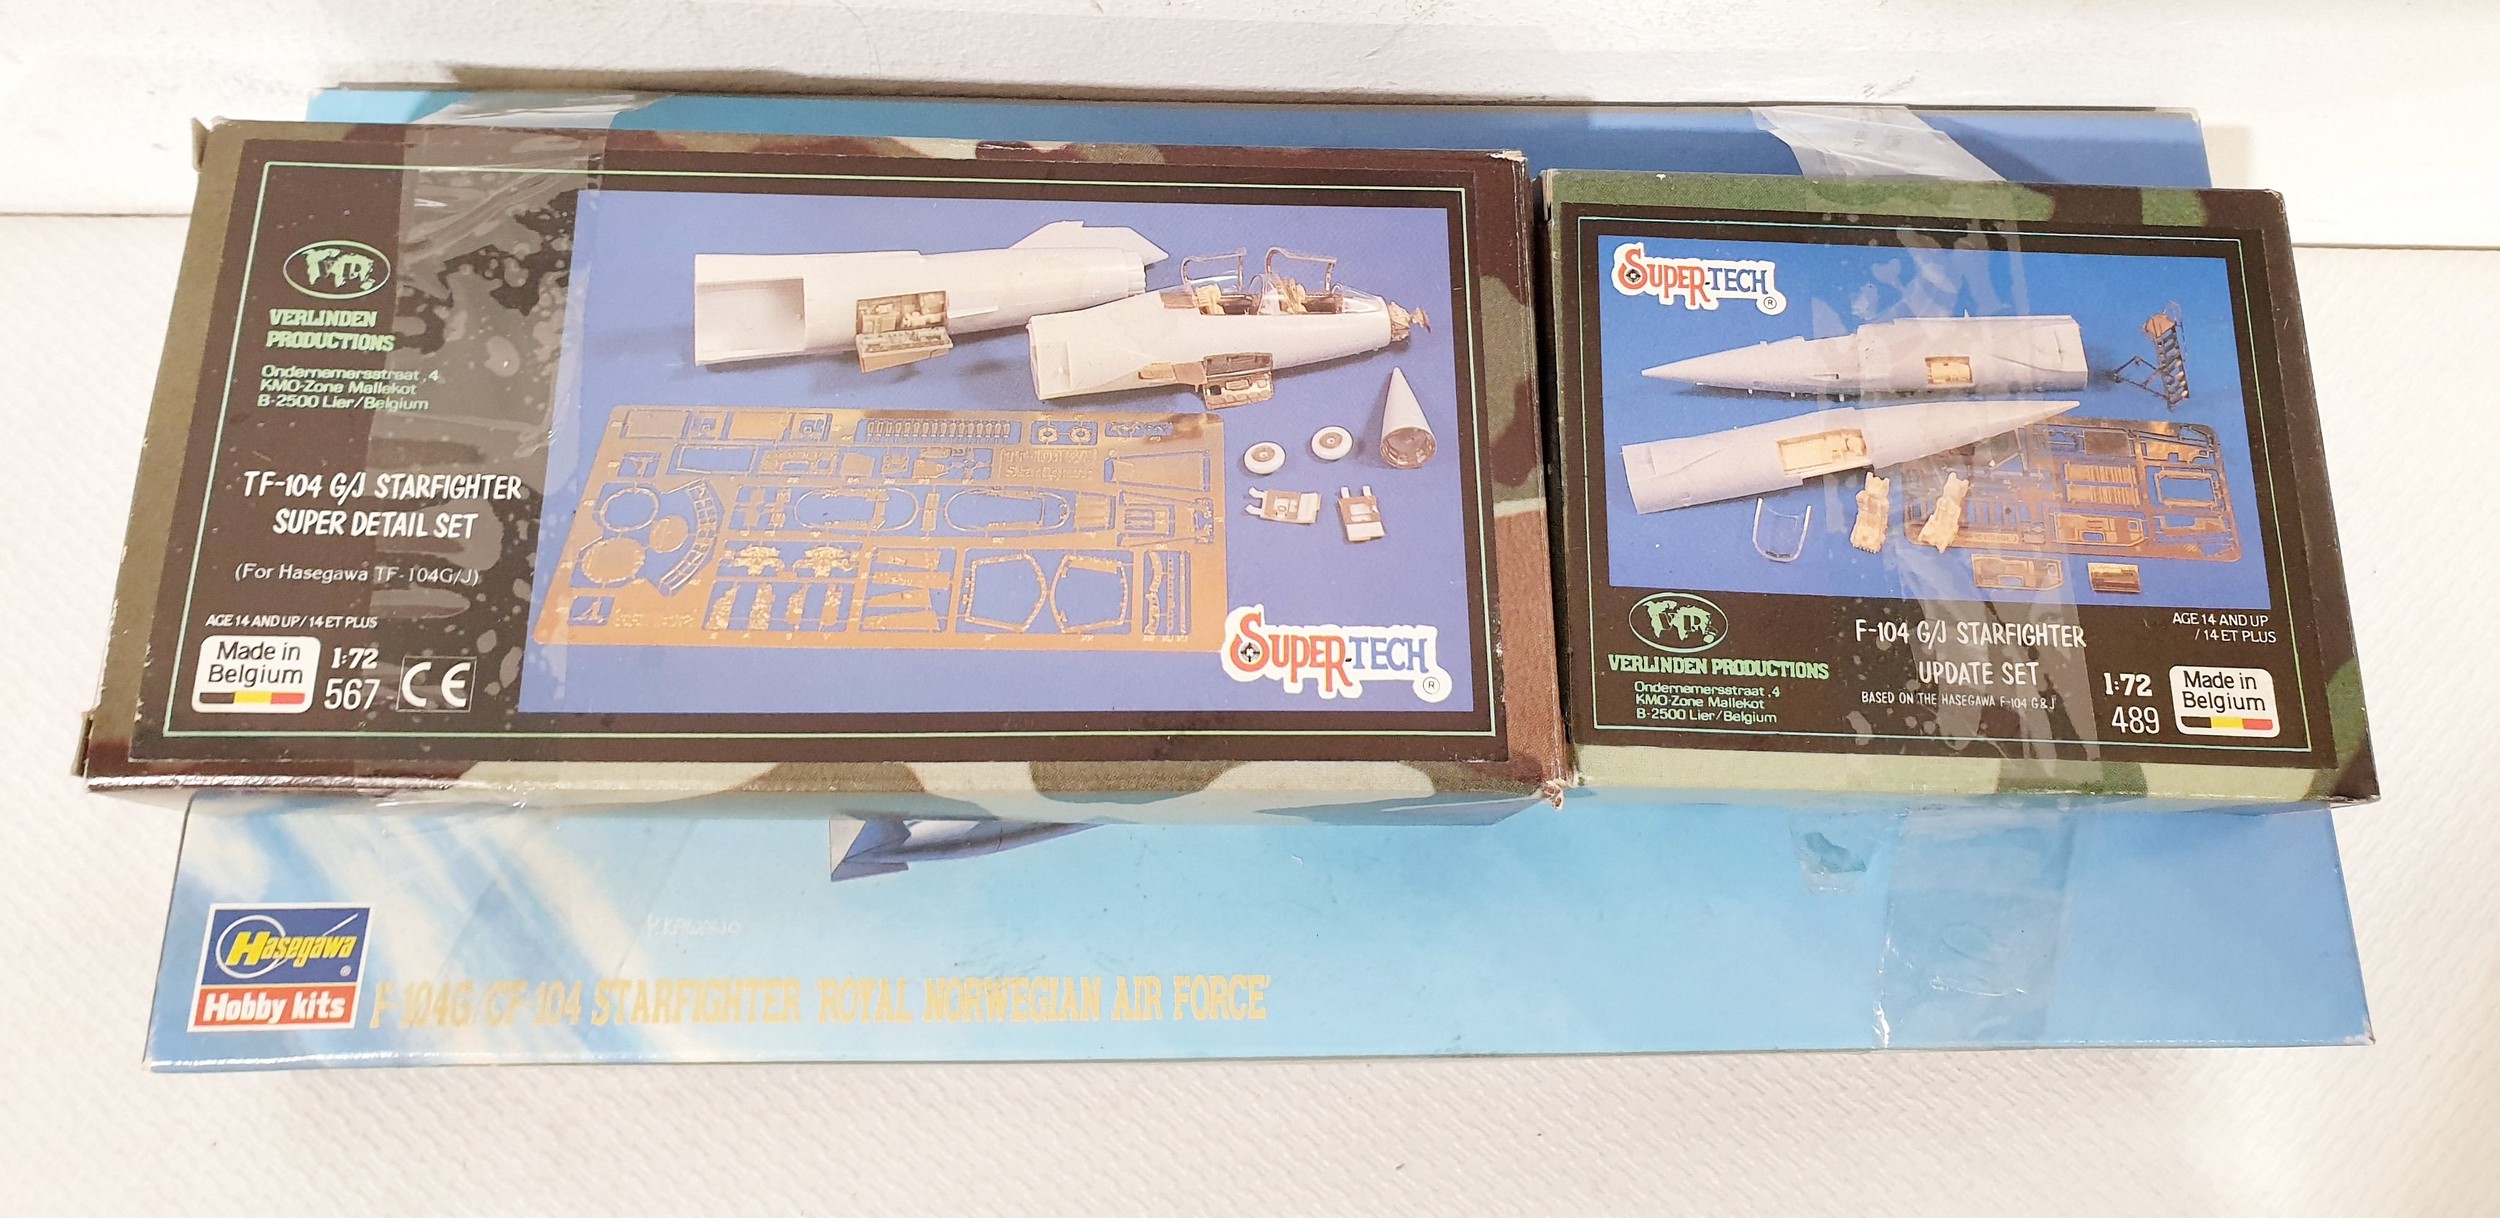 VERLINDEN
PRODUCTIONS
Ondernemersstraat ,4
KMO-Zone Mallekot
B-2500 Lier/Belgium
TF-104 G/J STARFIGHTER
SUPER DETAIL SET
(For Hasegawa TF-104G/J)
AGE 14 AND UP / 14 ET PLUS
Made in
Belgium
1:72
567
CE
SUPER-TECH
®
SUPER-TECH
®
VERLINDEN PRODUCTIONS
Ondernemersstraat ,4
KMO-Zone Mallekot
B-2500 Lier/Belgium
F-104 G/J STARFIGHTER
UPDATE SET
BASED ON THE HASEGAWA F-104 G&J
AGE 14 AND UP
/ 14 ET PLUS
1:72
489
Made in
Belgium
Hasegawa
®
Hobby kits
F-104G/CF-104 STARFIGHTER 'ROYAL NORWEGIAN AIR FORCE'